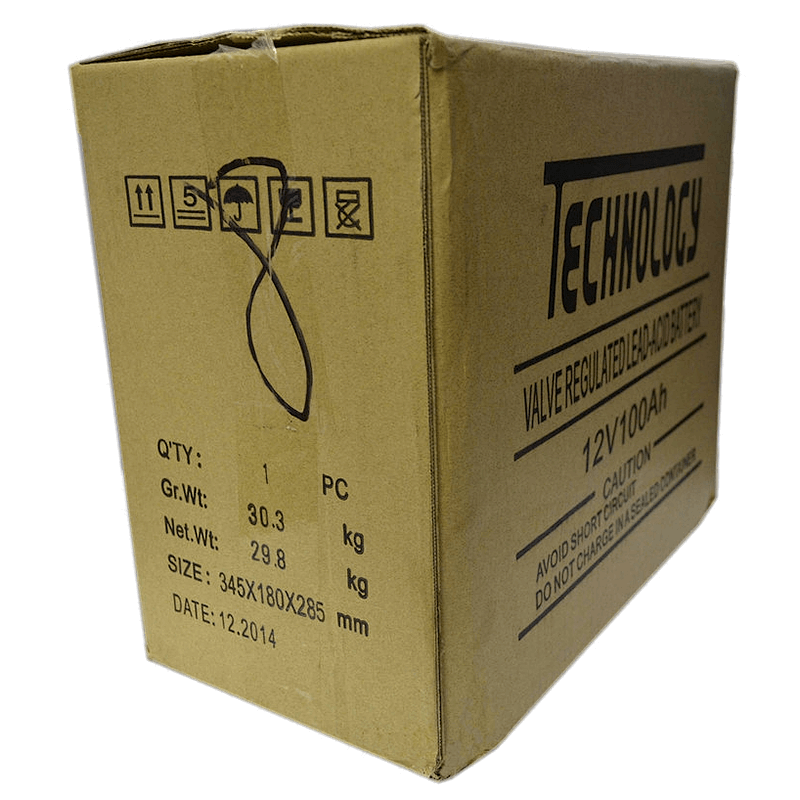 5
Q'TY: 1 PC
Gr.Wt: 30.3 kg
Net.Wt: 29.8 kg
SIZE: 345X180X285 mm
DATE: 12.2014
TECHNOLOGY
VALVE REGULATED LEAD-ACID BATTERY
12V100Ah
CAUTION
AVOID SHORT CIRCUIT
DO NOT CHARGE IN A SEALED CONTAINER